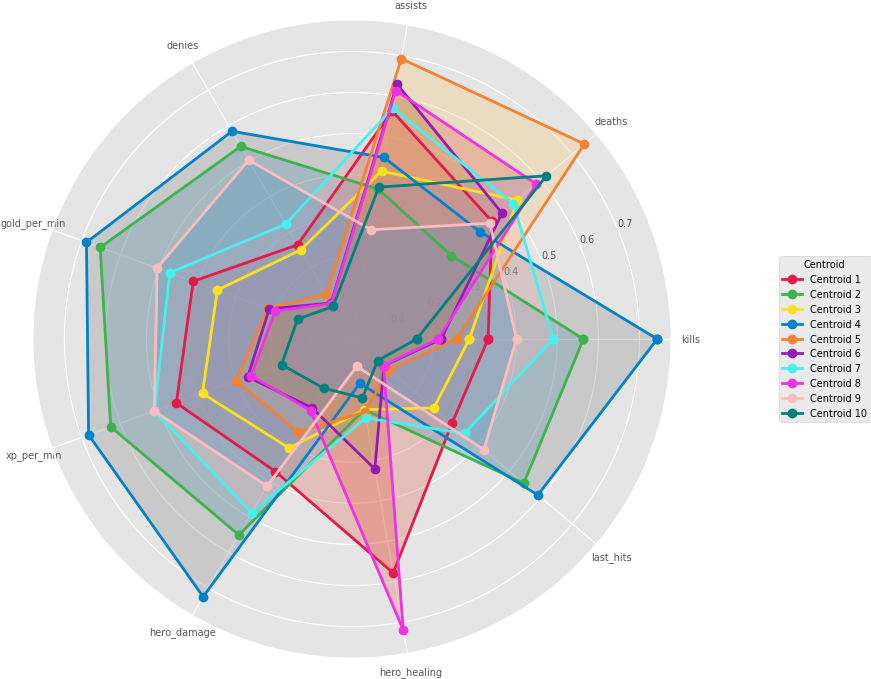 assists
denies
deaths
gold_per_min
0.7
0.6
0.5
0.4
kills
xp_per_min
last_hits
hero_damage
hero_healing
Centroid
Centroid 1
Centroid 2
Centroid 3
Centroid 4
Centroid 5
Centroid 6
Centroid 7
Centroid 8
Centroid 9
Centroid 10